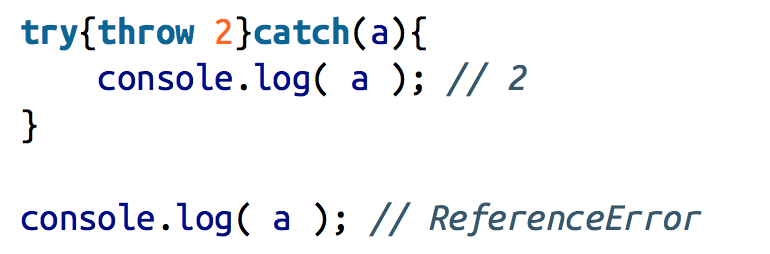 try{throw 2}catch(a){
    console.log( a ); // 2
}

console.log( a ); // ReferenceError